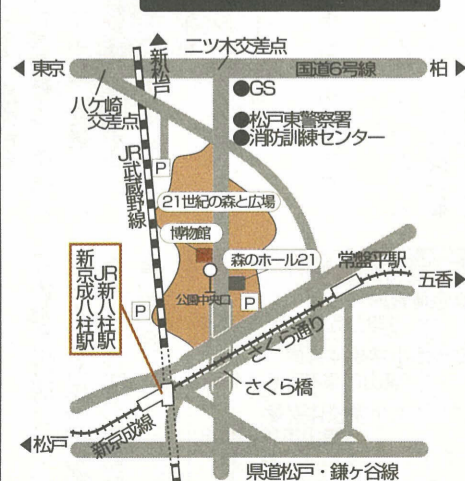 二ツ木交差点
東京
新松戸
国道6号線
柏
GS
八ケ崎
交差点
松戸東警察署
消防訓練センター
JR武蔵野線
P
21世紀の森と広場
博物館
森のホール21
常盤平駅
五香
公園中央口
P
P
JR新八柱駅
新京成八柱駅
さくら通り
さくら橋
新京成線
松戸
県道松戸・鎌ヶ谷線